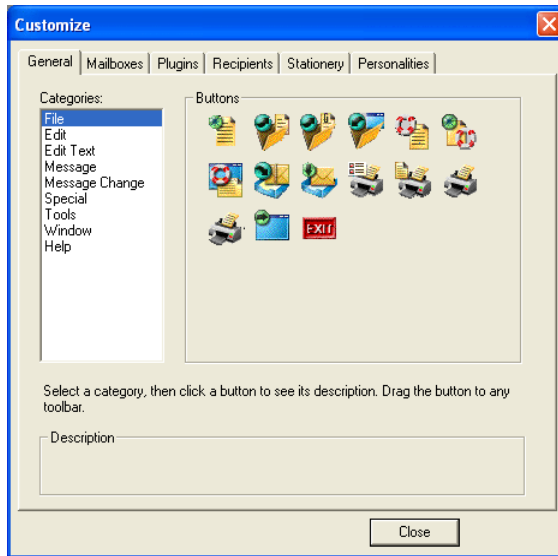 Customize
General Mailboxes Plugins Recipients Stationery Personalities
Categories:
File
Edit
Edit Text
Message
Message Change
Special
Tools
Window
Help
Buttons
EXIT
Select a category, then click a button to see its description. Drag the button to any
toolbar.
Description
Close